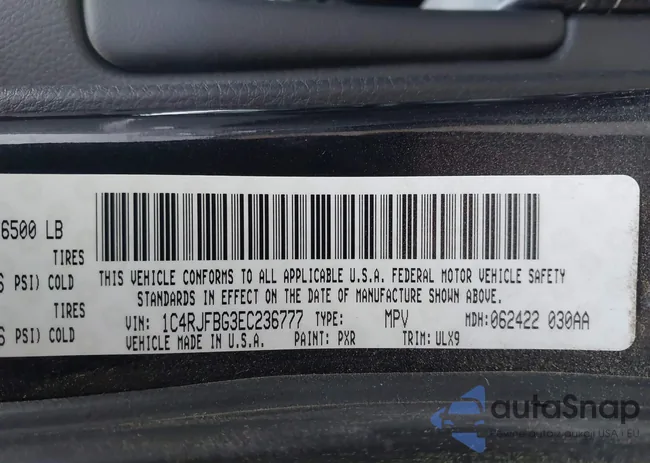 6500 LB
TIRES
PSI) COLD
THIS VEHICLE CONFORMS TO ALL APPLICABLE U.S.A. FEDERAL MOTOR VEHICLE SAFETY
STANDARDS IN EFFECT ON THE DATE OF MANUFACTURE SHOWN ABOVE.
TIRES
VIN: 1C4RJFBG3EC236777 TYPE: MPV MDH: 062422 030AA
PSI) COLD
VEHICLE MADE IN U.S.A. PAINT: PXR TRIM: ULX9
autoSnap
USA I EU